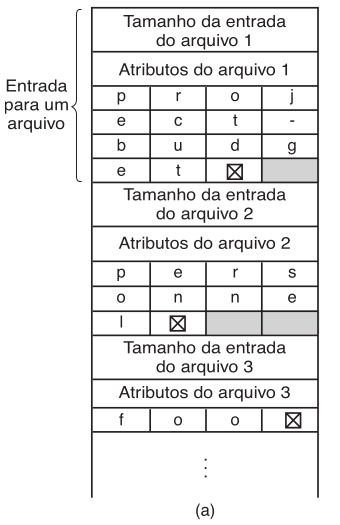 Tamanho da entrada
do arquivo 1
Atributos do arquivo 1
Entrada
para um
arquivo
p r o j
e c t -
b u d g
e t ☒
Tamanho da entrada
do arquivo 2
Atributos do arquivo 2
p e r s
o n n e
l ☒
Tamanho da entrada
do arquivo 3
Atributos do arquivo 3
f o o ☒
⋮
(a)